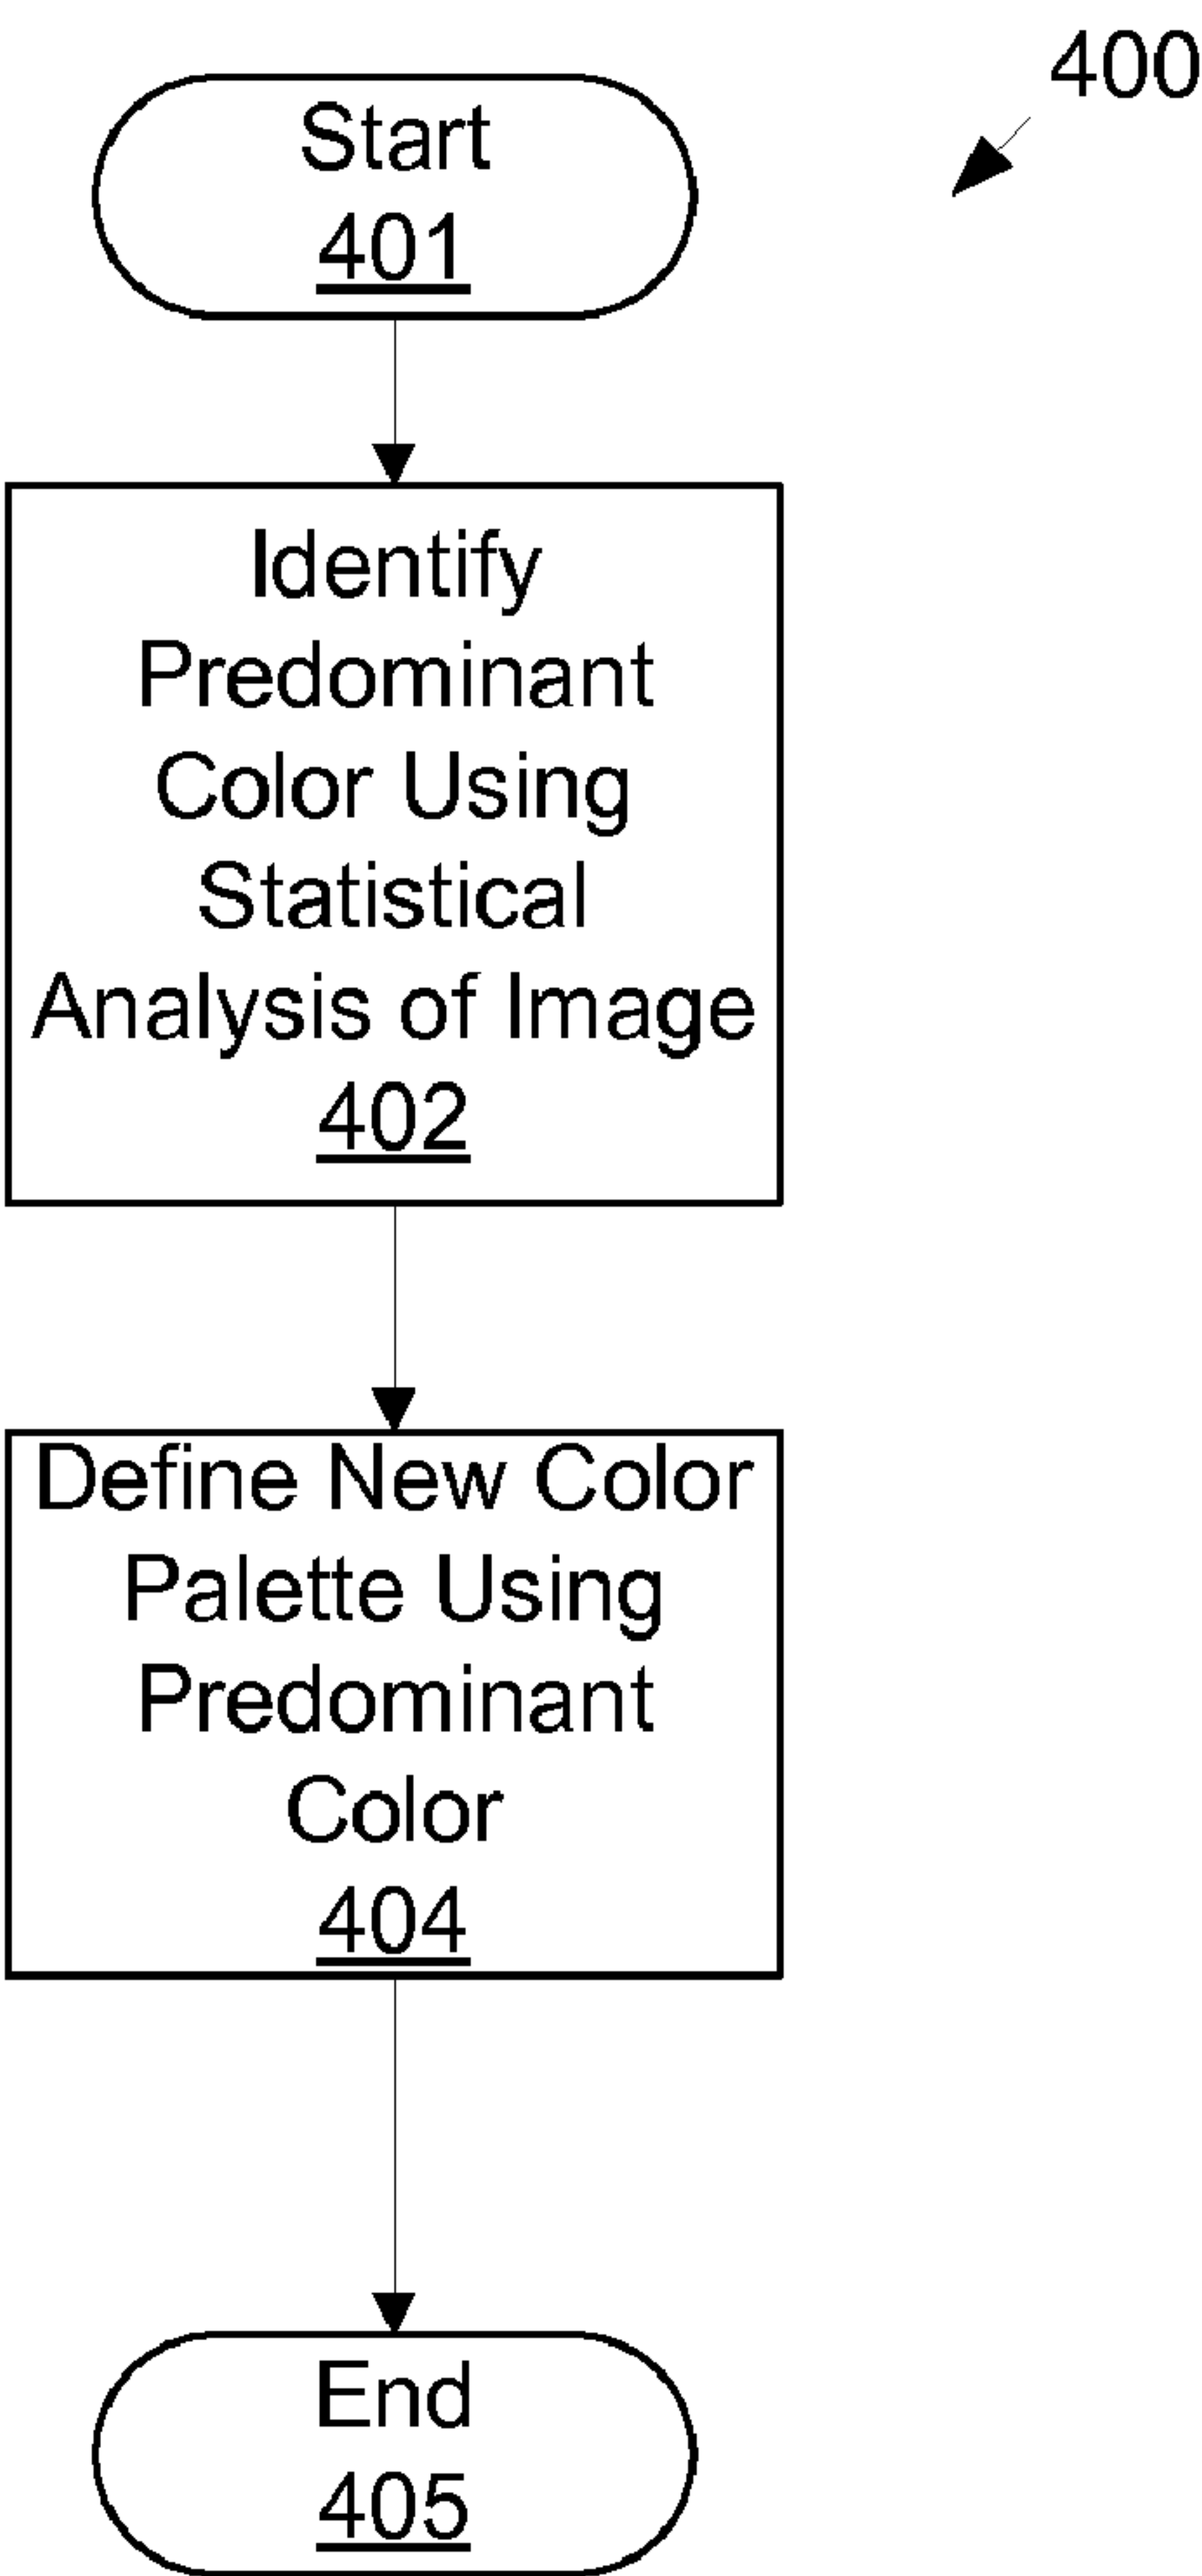 400
Start
401
Identify
Predominant
Color Using
Statistical
Analysis of Image
402
Define New Color
Palette Using
Predominant
Color
404
End
405